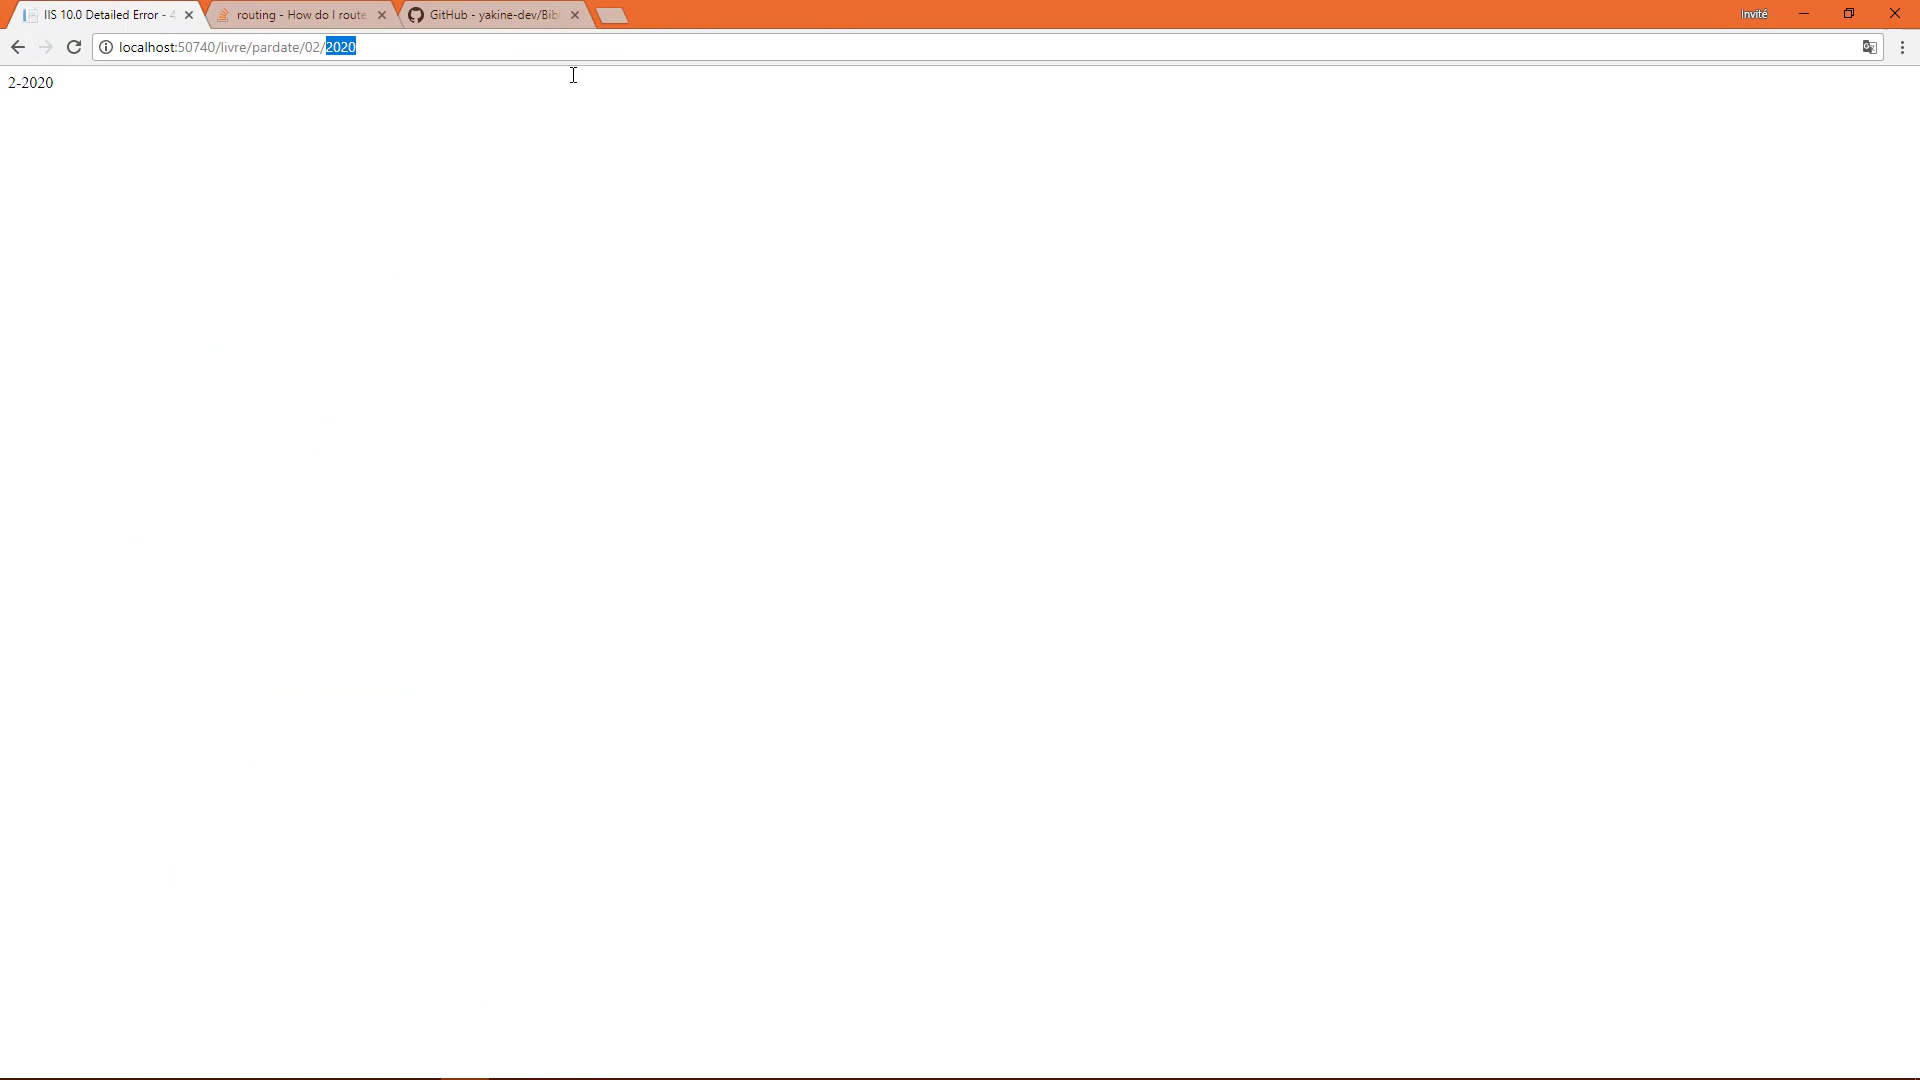 IIS 10.0 Detailed Error - 4
routing - How do I route
GitHub - yakine-dev/Bib
Invité
localhost:50740/livre/pardate/02/2020
2-2020